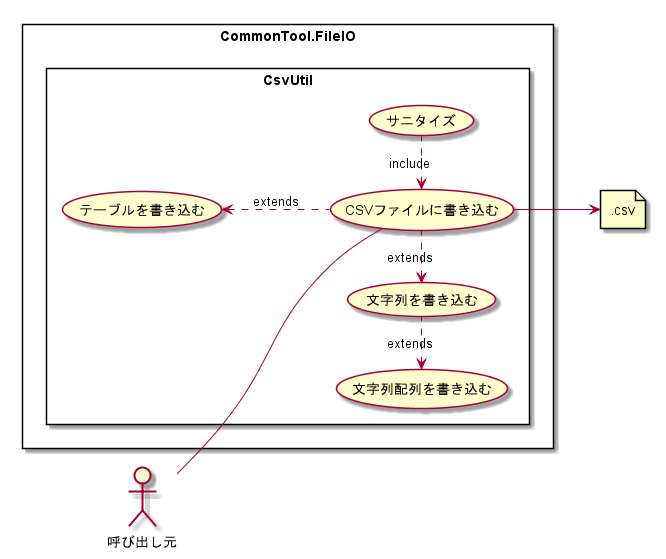 CommonTool.FileIO
CsvUtil
サニタイズ
include
テーブルを書き込む
extends
CSVファイルに書き込む
.csv
extends
文字列を書き込む
extends
文字列配列を書き込む
呼び出し元